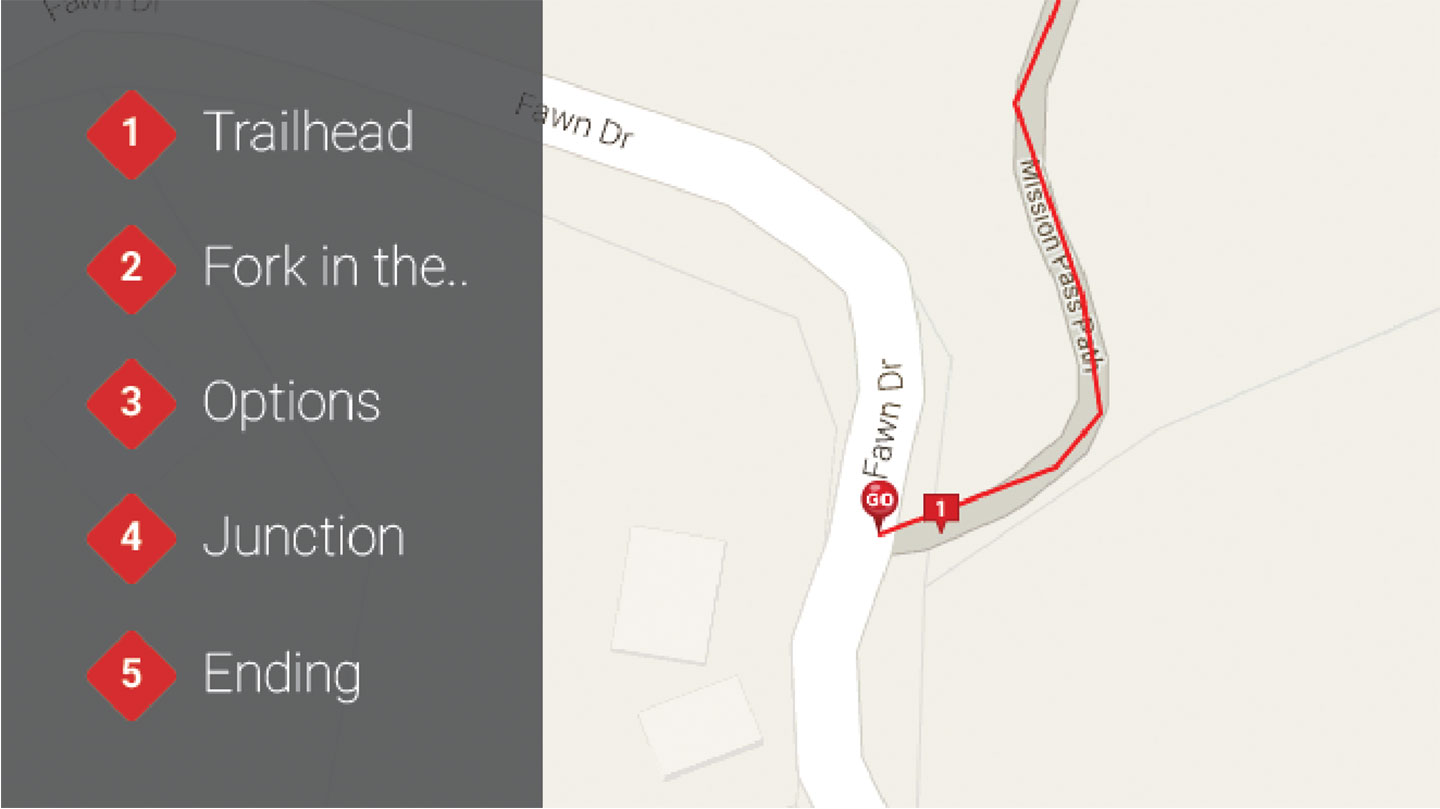 Fawn Dr
1 Trailhead
2 Fork in the..
3 Options
4 Junction
5 Ending
Fawn Dr
Mission Pass Path
Fawn Dr
GO
1